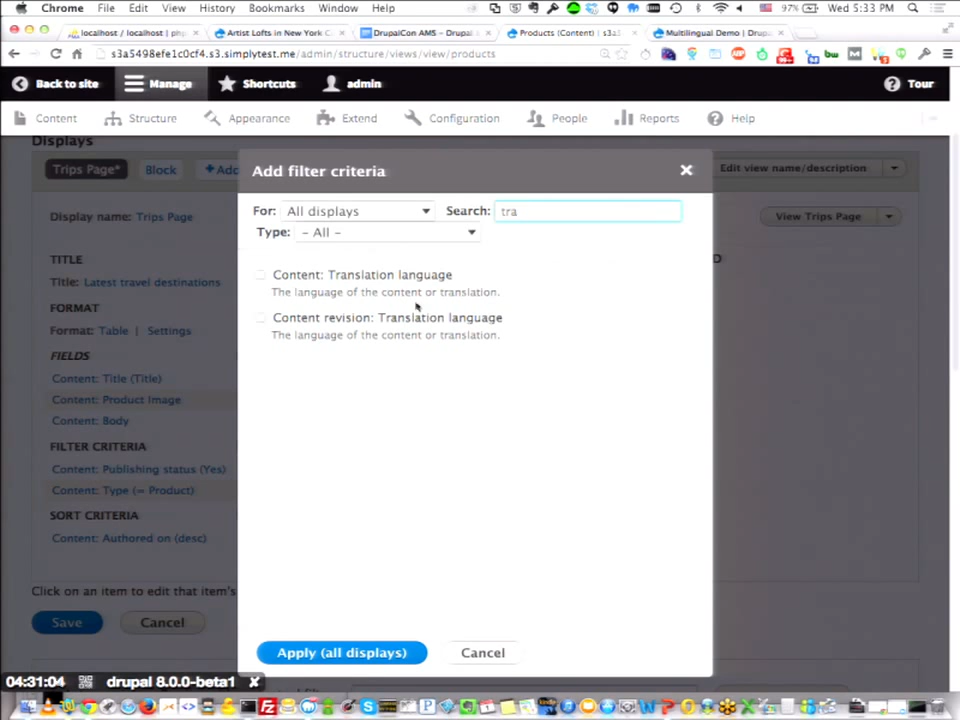 Chrome File Edit View History Bookmarks Window Help 97% Wed 5:33 PM
localhost / localhost | php Artist Lofts in New York C DrupalCon AMS - Drupal Products (Content) | s3a Multilingual Demo | Drupa
s3a5498efe1c0cf4.s3.simplytest.me/admin/structure/views/view/products
Back to site Manage Shortcuts admin Tour
Content Structure Appearance Extend Configuration People Reports Help
Displays
Trips Page* Block +Add Edit view name/description
Add filter criteria
Display name: Trips Page View Trips Page
For: All displays Search: tra
Type: - All -
TITLE
Title: Latest travel destinations
FORMAT
Format: Table | Settings
FIELDS
Content: Title (Title)
Content: Product Image
Content: Body
FILTER CRITERIA
Content: Publishing status (Yes)
Content: Type (= Product)
SORT CRITERIA
Content: Authored on (desc)
Content: Translation language
The language of the content or translation.
Content revision: Translation language
The language of the content or translation.
Click on an item to edit that item's
Save Cancel
Apply (all displays) Cancel
04:31:04 drupal 8.0.0-beta1